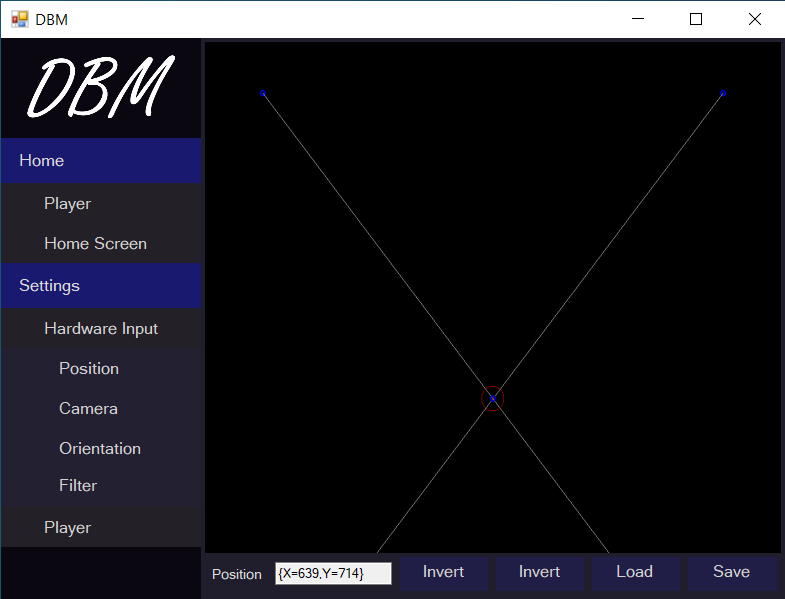 DBM
DBM
Home
Player
Home Screen
Settings
Hardware Input
Position
Camera
Orientation
Filter
Player
Position {X=639,Y=714} Invert Invert Load Save